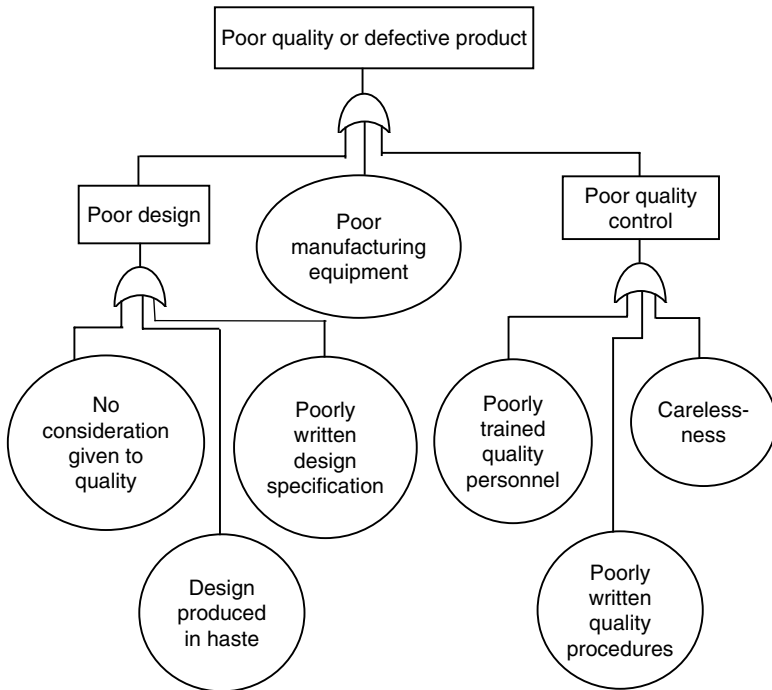 Poor quality or defective product
Poor design
Poor
manufacturing
equipment
Poor quality
control
No
consideration
given to
quality
Poorly
written
design
specification
Poorly
trained
quality
personnel
Careless-
ness
Design
produced
in haste
Poorly
written
quality
procedures